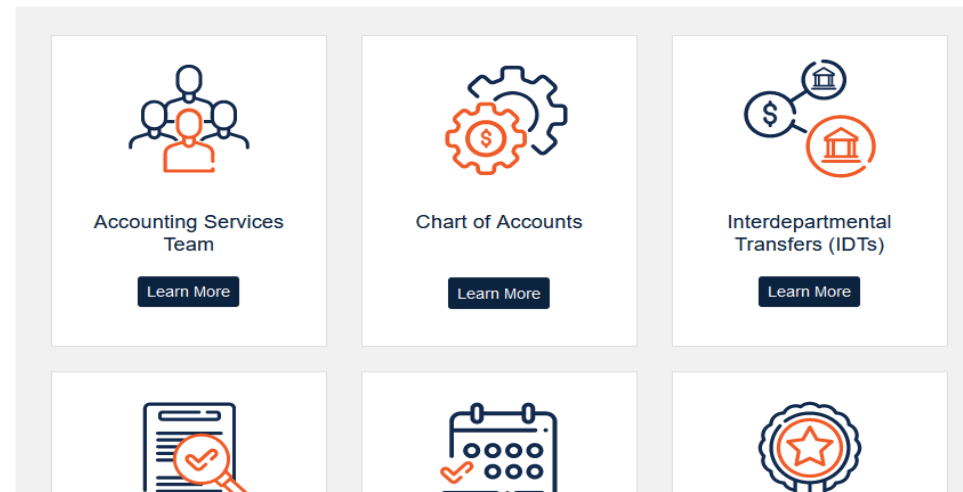 Accounting Services
Team
Learn More
Chart of Accounts
Learn More
Interdepartmental
Transfers (IDTs)
Learn More
$
$